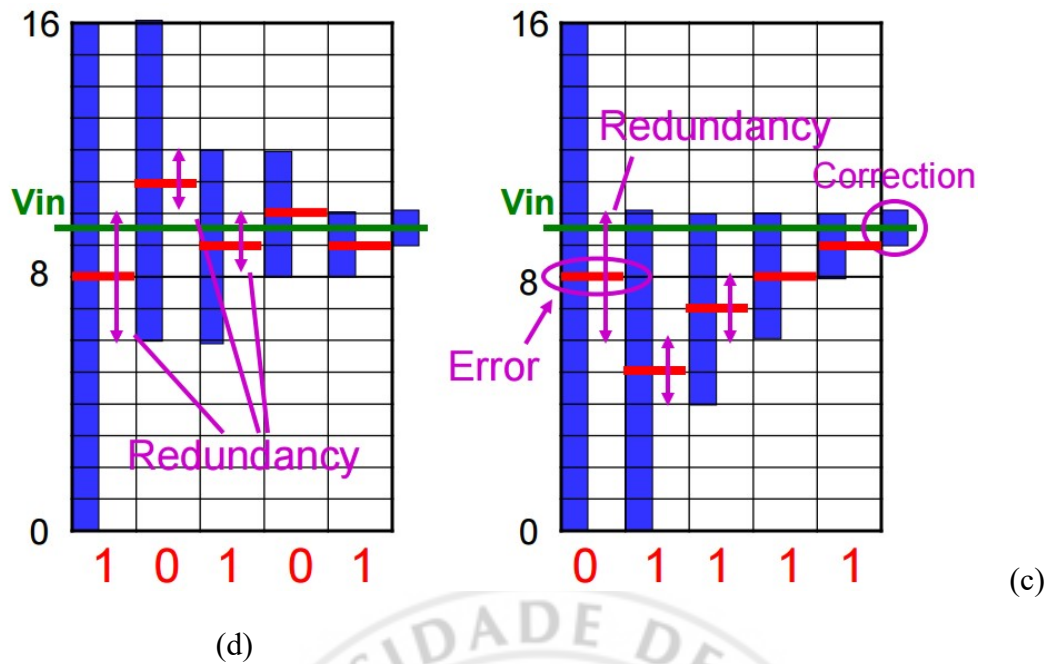 16
Vin
8
0
Redundancy
1 0 1 0 1
16
Redundancy
Correction
Vin
8
Error
0
0 1 1 1 1
(c)
(d)
SIDADE DE